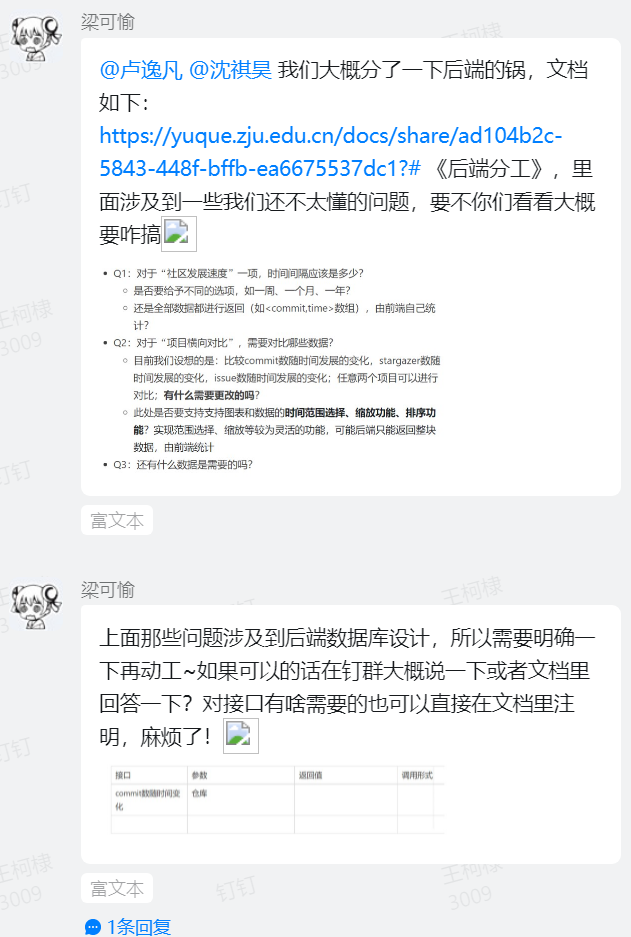 梁可愉
@卢逸凡 @沈祺昊 我们大概分了一下后端的锅，文档
如下：
https://yuque.zju.edu.cn/docs/share/ad104b2c-
5843-448f-bffb-ea6675537dc1?# 《后端分工》，里
面涉及到一些我们还不太懂的问题，要不你们看看大概
要咋搞
• Q1：对于“社区发展速度”一项，时间间隔应该是多少？
○ 是否要给予不同的选项，如一周、一个月、一年？
○ 还是全部数据都进行返回（如<commit,time>数组），由前端自己统
计？
• Q2：对于“项目横向对比”，需要对比哪些数据？
○ 目前我们设想的是：比较commit数随时间发展的变化，stargazer数随
时间发展的变化，issue数随时间发展的变化；任意两个项目可以进行
对比；有什么需要更改的吗？
○ 此处是否要支持支持图表和数据的时间范围选择、缩放功能、排序功
能？实现范围选择、缩放等较为灵活的功能，可能后端只能返回整块
数据，由前端统计
• Q3：还有什么数据是需要的吗？
富文本
梁可愉
上面那些问题涉及到后端数据库设计，所以需要明确一
下再动工~如果可以的话在钉群大概说一下或者文档里
回答一下？对接口有啥需要的也可以直接在文档里注
明，麻烦了！
接口 参数 返回值 调用形式
commit数随时间变 仓库
化
富文本
1条回复
王柯棣
3009
钉钉